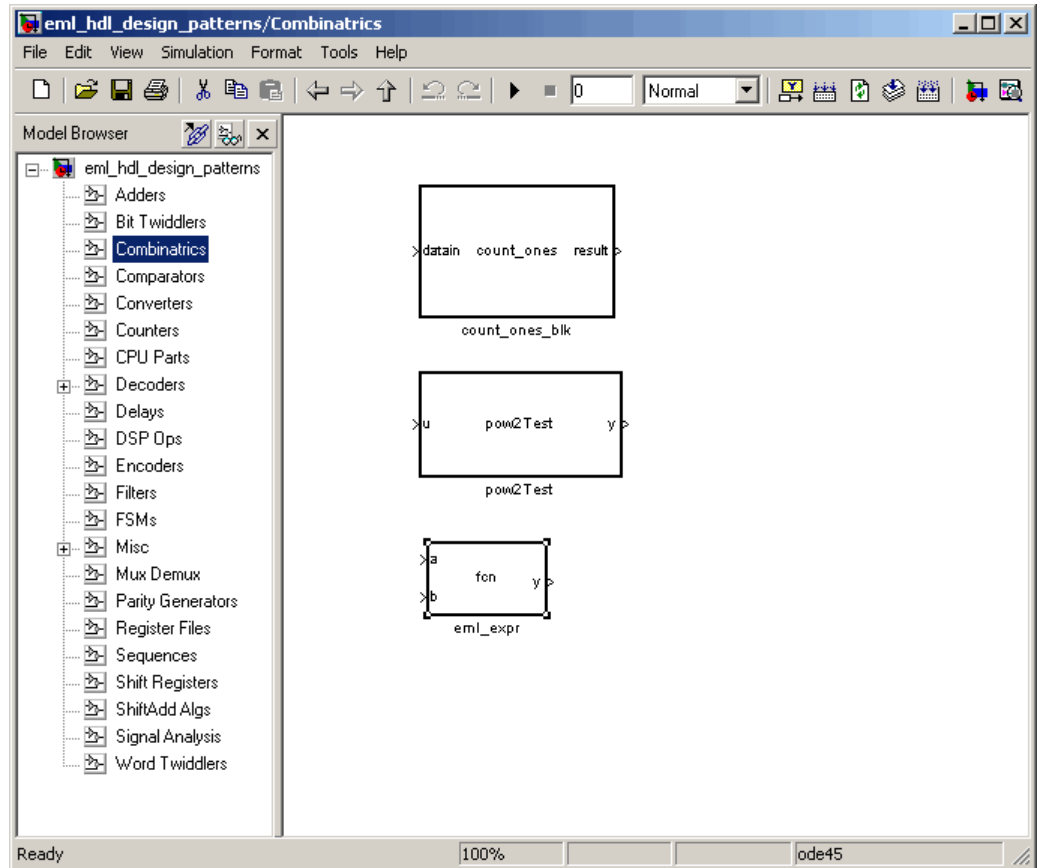 eml_hdl_design_patterns/Combinatrics
File Edit View Simulation Format Tools Help
0 Normal
Model Browser
eml_hdl_design_patterns
Adders
Bit Twiddlers
Combinatrics
Comparators
Converters
Counters
CPU Parts
Decoders
Delays
DSP Ops
Encoders
Filters
FSMs
Misc
Mux Demux
Parity Generators
Register Files
Sequences
Shift Registers
ShiftAdd Algs
Signal Analysis
Word Twiddlers
datain count_ones result
count_ones_blk
u pow2Test y
pow2Test
a
fcn y
b
eml_expr
Ready 100% ode45